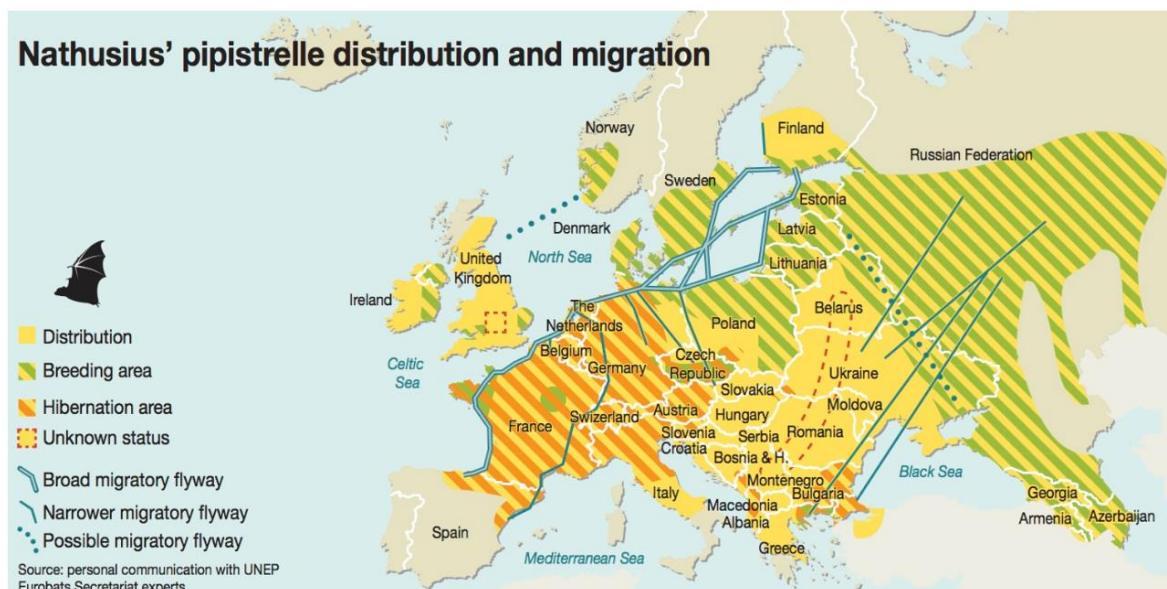 Nathusius’ pipistrelle distribution and migration
Norway
Finland
Russian Federation
Sweden
Estonia
Denmark
Latvia
North Sea
United
Kingdom
Lithuania
Ireland
The
Netherlands
Belarus
Poland
Belgium
Celtic
Sea
Germany
Czech
Republic
Ukraine
Slovakia
France
Swizerland
Austria
Hungary
Moldova
Slovenia
Croatia
Serbia
Romania
Bosnia & H.
Black Sea
Montenegro
Bulgaria
Italy
Macedonia
Albania
Georgia
Armenia
Azerbaijan
Spain
Mediterranean Sea
Greece
Distribution
Breeding area
Hibernation area
Unknown status
Broad migratory flyway
Narrower migratory flyway
Possible migratory flyway
Source: personal communication with UNEP
Eurobats Secretariat experts